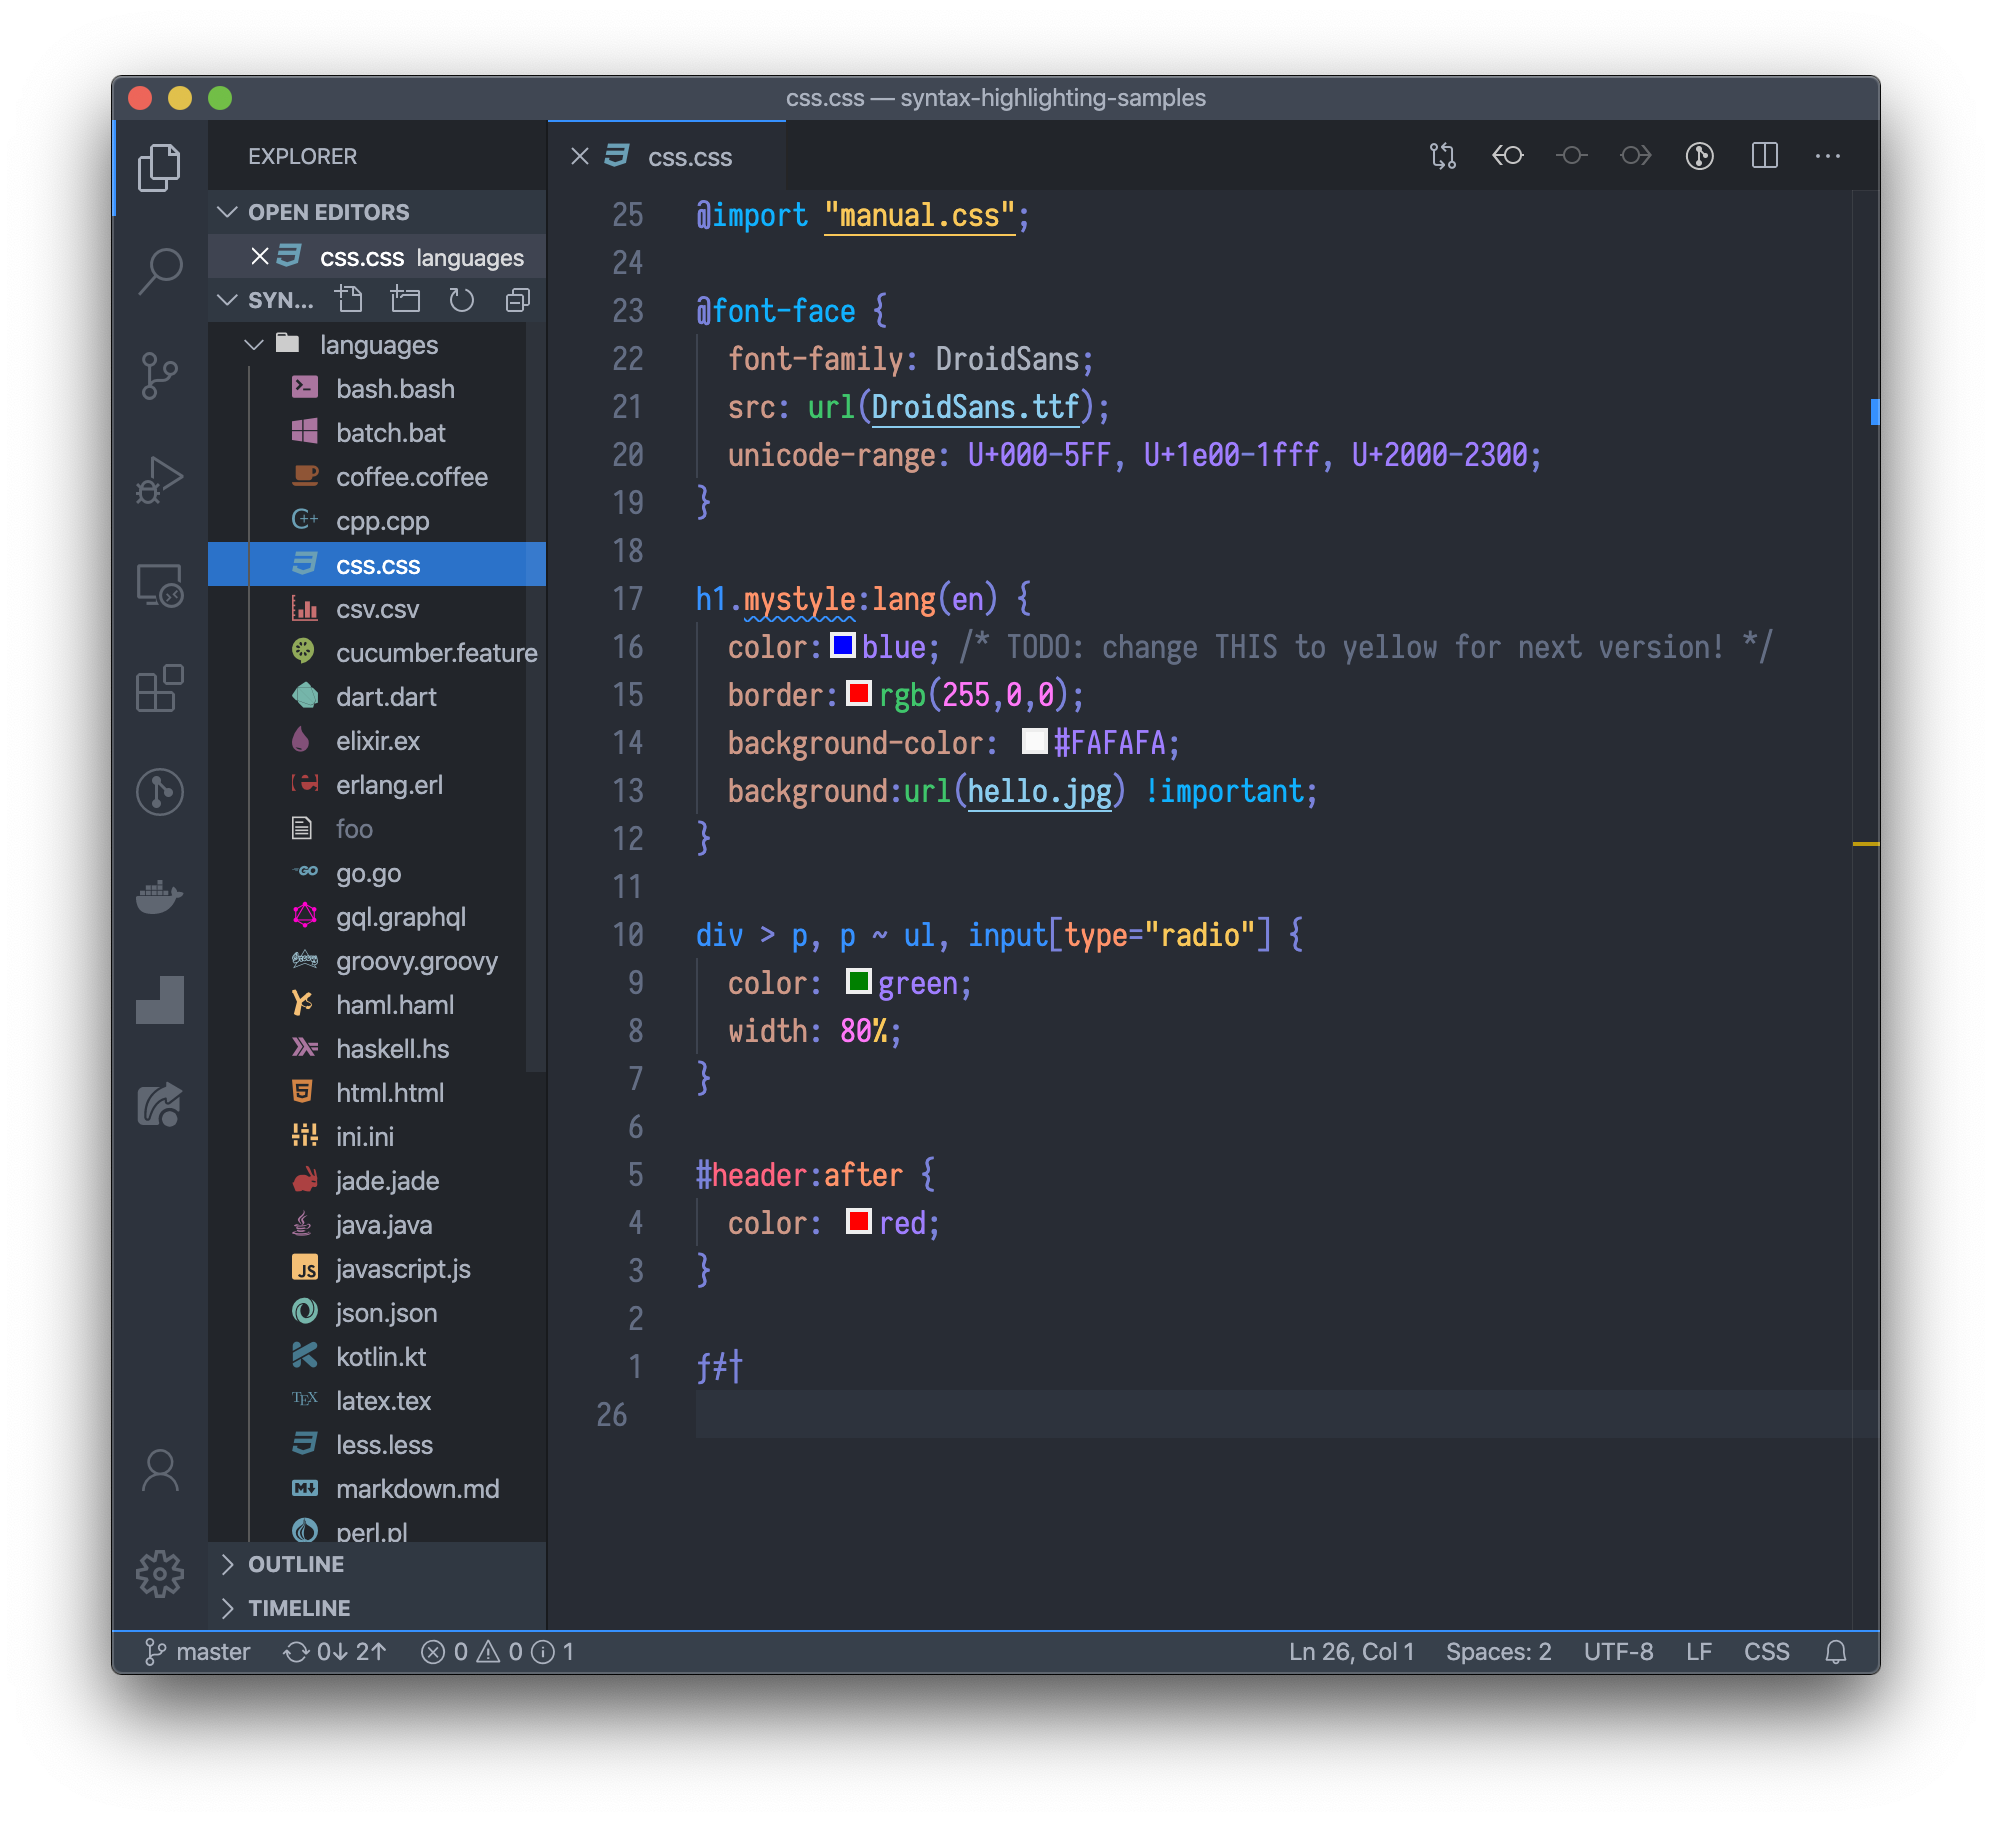 css.css — syntax-highlighting-samples
EXPLORER
OPEN EDITORS
css.css languages
SYN...
languages
bash.bash
batch.bat
coffee.coffee
cpp.cpp
css.css
csv.csv
cucumber.feature
dart.dart
elixir.ex
erlang.erl
foo
go.go
gql.graphql
groovy.groovy
haml.haml
haskell.hs
html.html
ini.ini
jade.jade
java.java
javascript.js
json.json
kotlin.kt
latex.tex
less.less
markdown.md
perl.pl
OUTLINE
TIMELINE
css.css
25 @import "manual.css";
24
23 @font-face {
22 font-family: DroidSans;
21 src: url(DroidSans.ttf);
20 unicode-range: U+000-5FF, U+1e00-1fff, U+2000-2300;
19 }
18
17 h1.mystyle:lang(en) {
16 color:blue; /* TODO: change THIS to yellow for next version! */
15 border:rgb(255,0,0);
14 background-color: #FAFAFA;
13 background:url(hello.jpg) !important;
12 }
11
10 div > p, p ~ ul, input[type="radio"] {
9 color: green;
8 width: 80%;
7 }
6
5 #header:after {
4 color: red;
3 }
2
1 ƒ≠†
26
master 0↓ 2↑ 0 0 1 Ln 26, Col 1 Spaces: 2 UTF-8 LF CSS